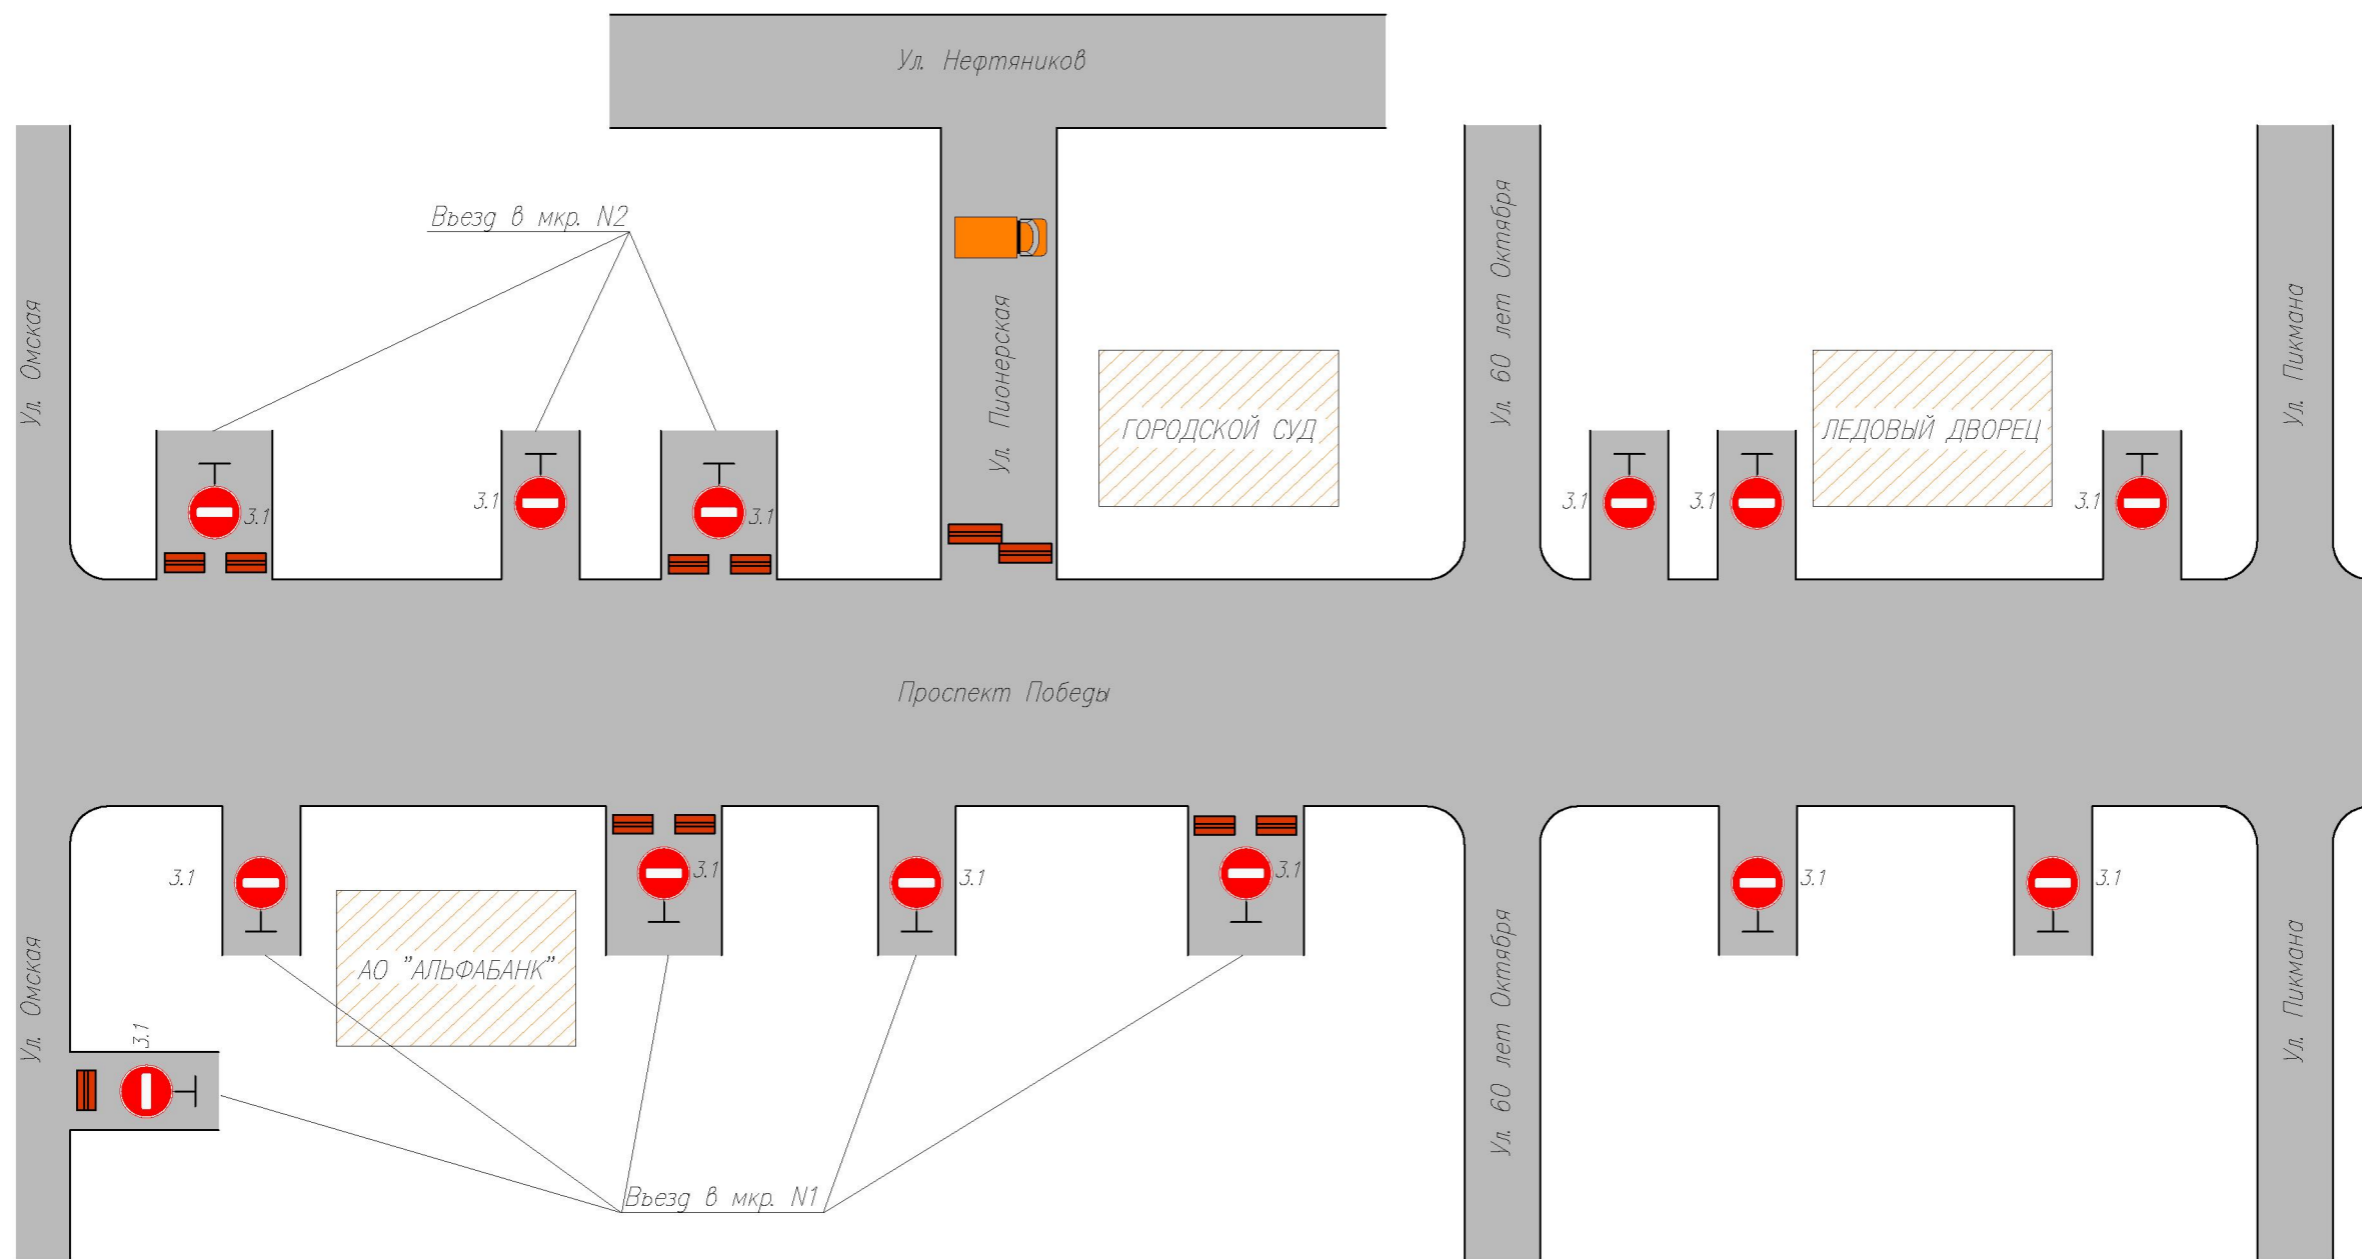 Ул. Нефтяников
Въезд в мкр. N2
Ул. Омская
Ул. Пионерская
Ул. 60 лет Октября
Ул. Пикмана
ГОРОДСКОЙ СУД
ЛЕДОВЫЙ ДВОРЕЦ
3.1
3.1
3.1
3.1
3.1
3.1
Проспект Победы
3.1
3.1
3.1
3.1
3.1
3.1
АО "АЛЬФАБАНК"
Ул. Омская
3.1
Ул. 60 лет Октября
Ул. Пикмана
Въезд в мкр. N1